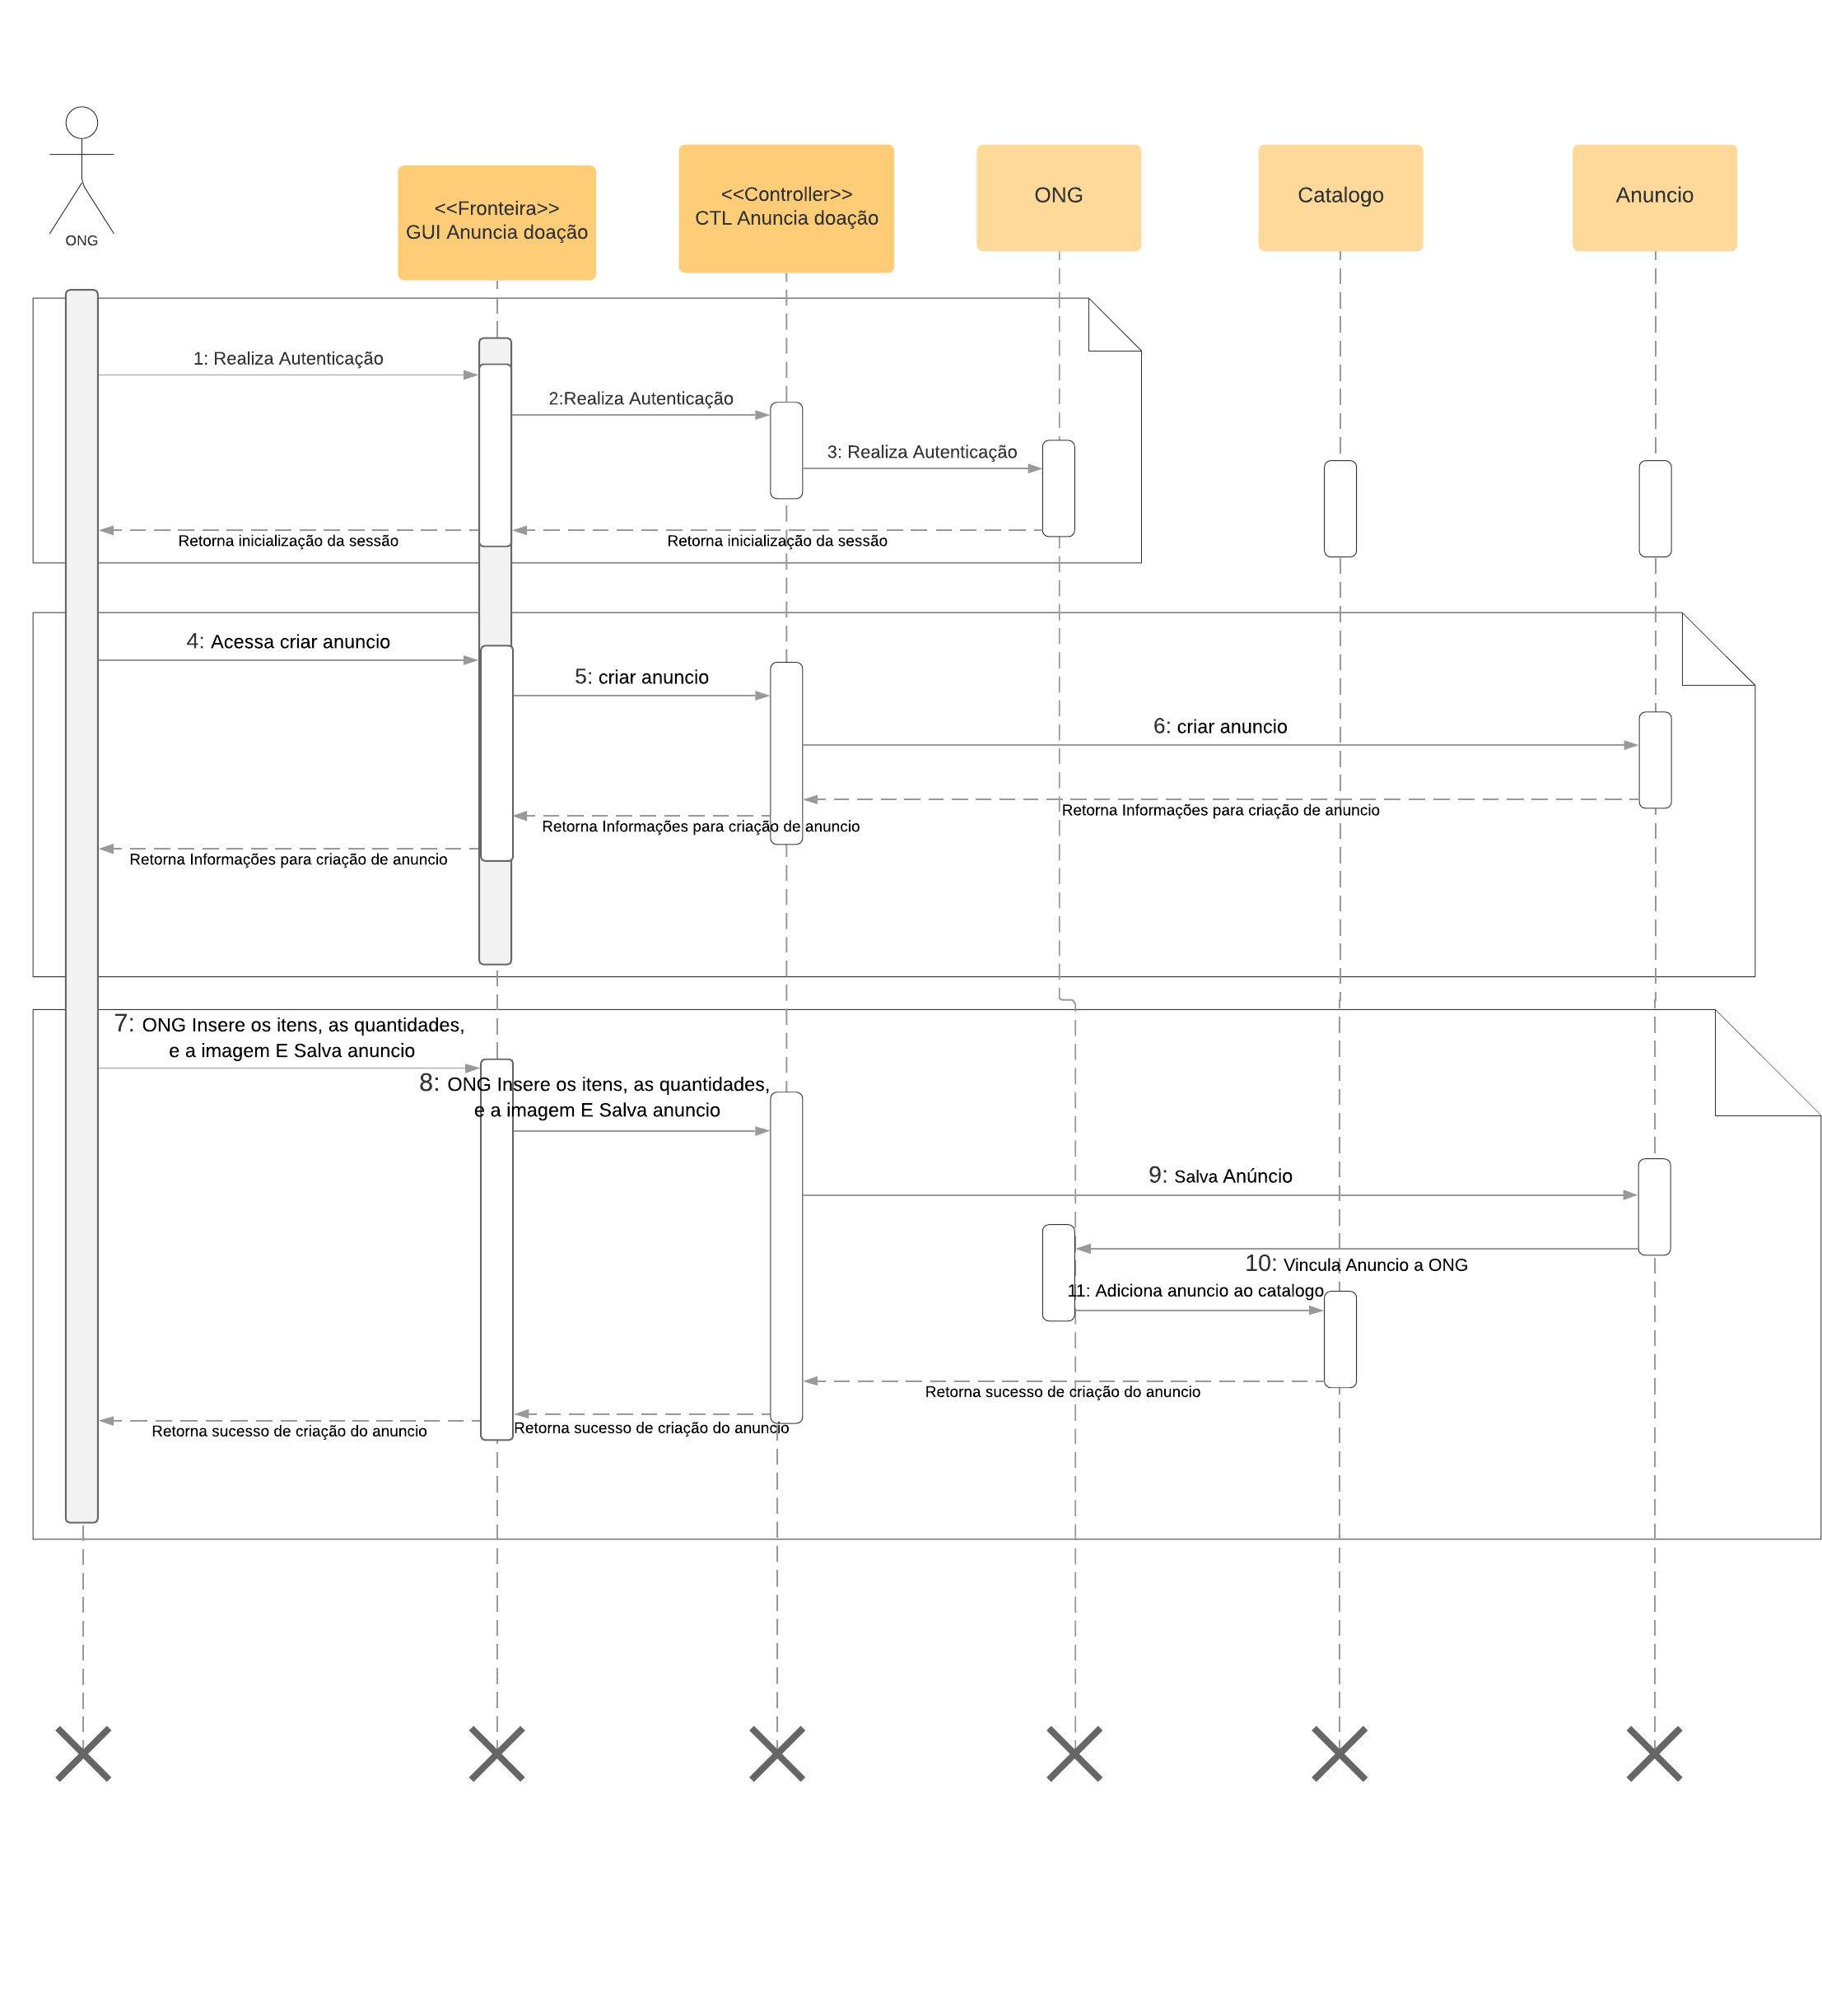 ONG
<<Fronteira>>
GUI Anuncia doação
<<Controller>>
CTL Anuncia doação
ONG
Catalogo
Anuncio
1: Realiza Autenticação
2:Realiza Autenticação
3: Realiza Autenticação
Retorna inicialização da sessão
Retorna inicialização da sessão
4: Acessa criar anuncio
5: criar anuncio
6: criar anuncio
Retorna Informações para criação de anuncio
Retorna Informações para criação de anuncio
Retorna Informações para criação de anuncio
7: ONG Insere os itens, as quantidades,
e a imagem E Salva anuncio
8: ONG Insere os itens, as quantidades,
e a imagem E Salva anuncio
9: Salva Anúncio
10: Vincula Anuncio a ONG
11: Adiciona anuncio ao catalogo
Retorna sucesso de criação do anuncio
Retorna sucesso de criação do anuncio
Retorna sucesso de criação do anuncio